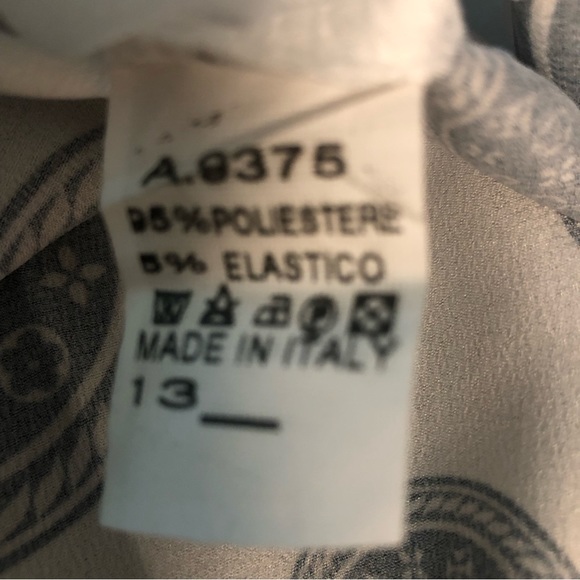 A.9375
95%POLIESTERE
5% ELASTICO
MADE IN ITALY
13